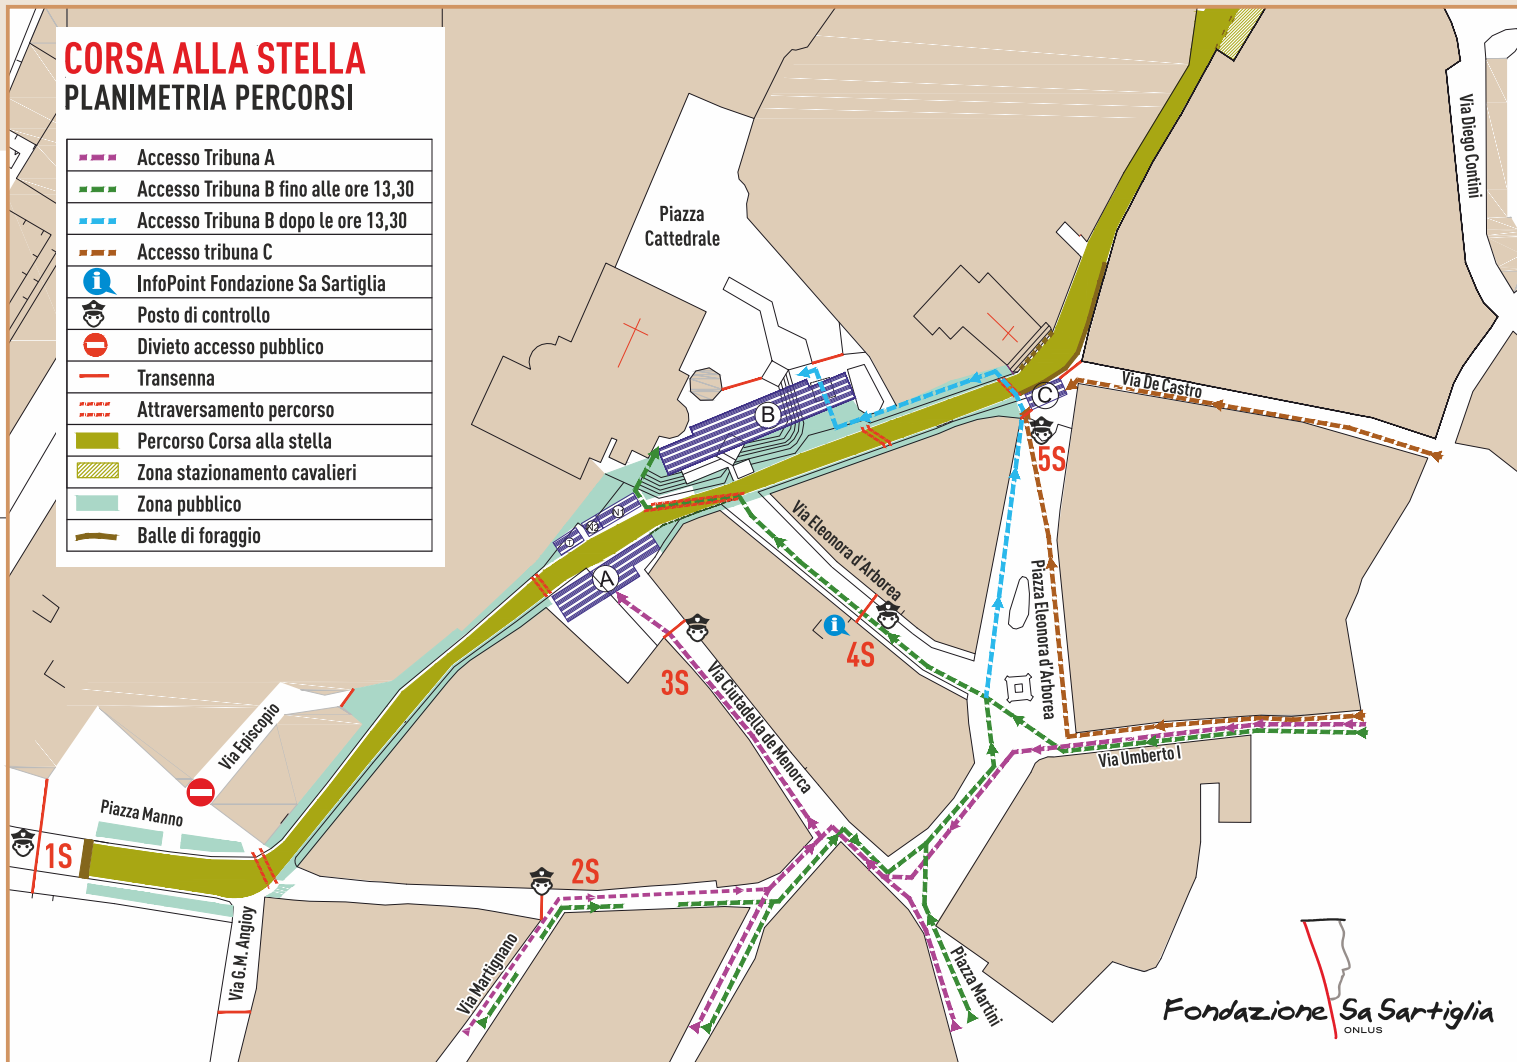 CORSA ALLA STELLA
PLANIMETRIA PERCORSI
Accesso Tribuna A
Accesso Tribuna B fino alle ore 13,30
Accesso Tribuna B dopo le ore 13,30
Accesso tribuna C
InfoPoint Fondazione Sa Sartiglia
Posto di controllo
Divieto accesso pubblico
Transenna
Attraversamento percorso
Percorso Corsa alla stella
Zona stazionamento cavalieri
Zona pubblico
Balle di foraggio
Via Diego Contini
Piazza
Cattedrale
Via De Castro
C
B
5S
N1
N2
T
A
Via Eleonora d'Arborea
Piazza Eleonora d'Arborea
4S
3S
Via Ciutadella de Menorca
Via Umberto I
Via Episcopio
Piazza Manno
1S
2S
Via G.M. Angioy
Via Martignano
Piazza Martini
Fondazione Sa Sartiglia
ONLUS